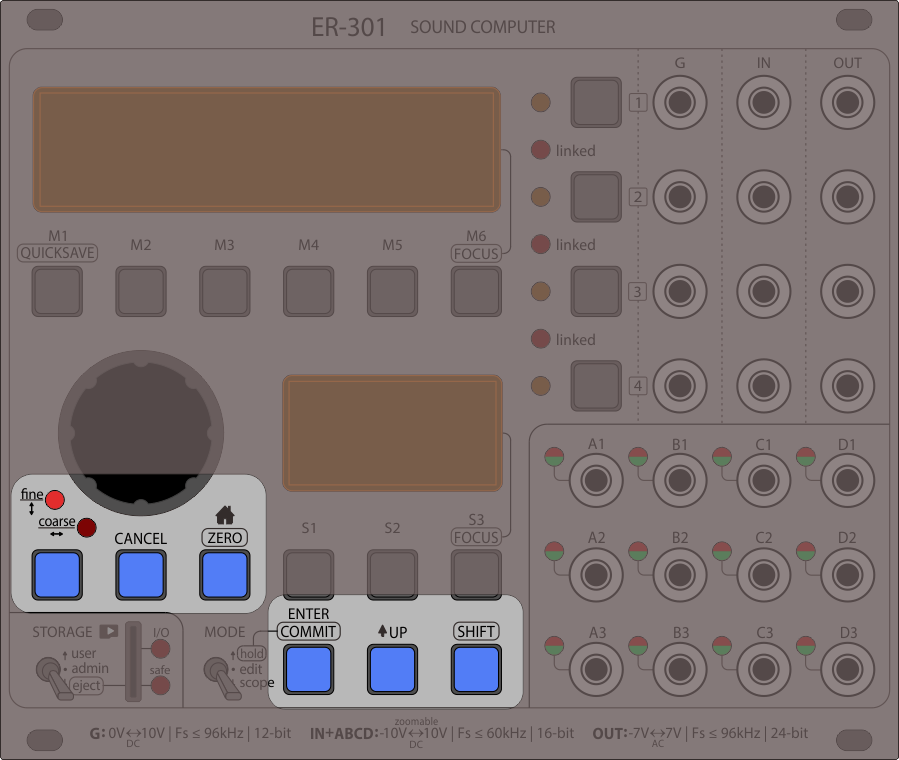 ER-301 SOUND COMPUTER
G IN OUT
1
linked
2
linked
3
linked
4
M1 M2 M3 M4 M5 M6
QUICKSAVE FOCUS
fine
coarse
CANCEL
ZERO
S1 S2 S3
FOCUS
ENTER
COMMIT
UP
SHIFT
STORAGE
I/O
user
admin
eject
safe
MODE
hold
edit
scope
A1 B1 C1 D1
A2 B2 C2 D2
A3 B3 C3 D3
zoomable
G: 0V↔10V | Fs ≤ 96kHz | 12-bit IN+ABCD: -10V↔10V | Fs ≤ 60kHz | 16-bit OUT: -7V↔7V | Fs ≤ 96kHz | 24-bit
DC DC AC